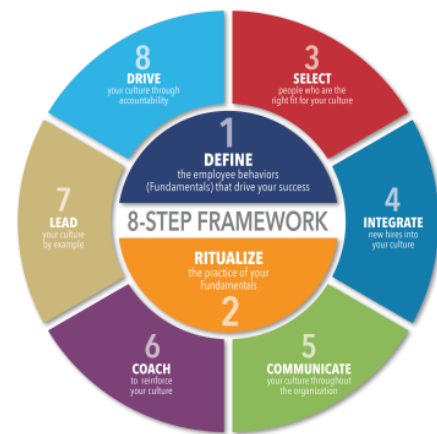 1
DEFINE
the employee behaviors
(Fundamentals) that drive your success
8-STEP FRAMEWORK
RITUALIZE
the practice of your
Fundamentals
2
3
SELECT
people who are the
right fit for your culture
4
INTEGRATE
new hires into
your culture
5
COMMUNICATE
your culture throughout
the organization
6
COACH
to reinforce
your culture
7
LEAD
your culture
by example
8
DRIVE
your culture through
accountability